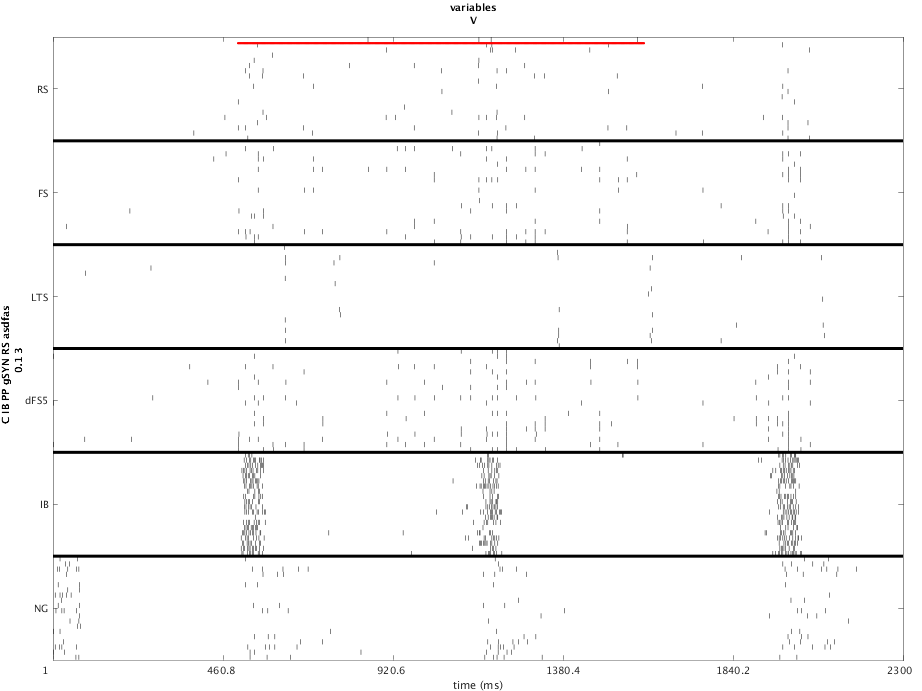 variables
V
RS
FS
LTS
dFS5
IB
NG
C IB PP gSYN RS asdfas
0.1 3
1
460.8
920.6
1380.4
1840.2
2300
time (ms)